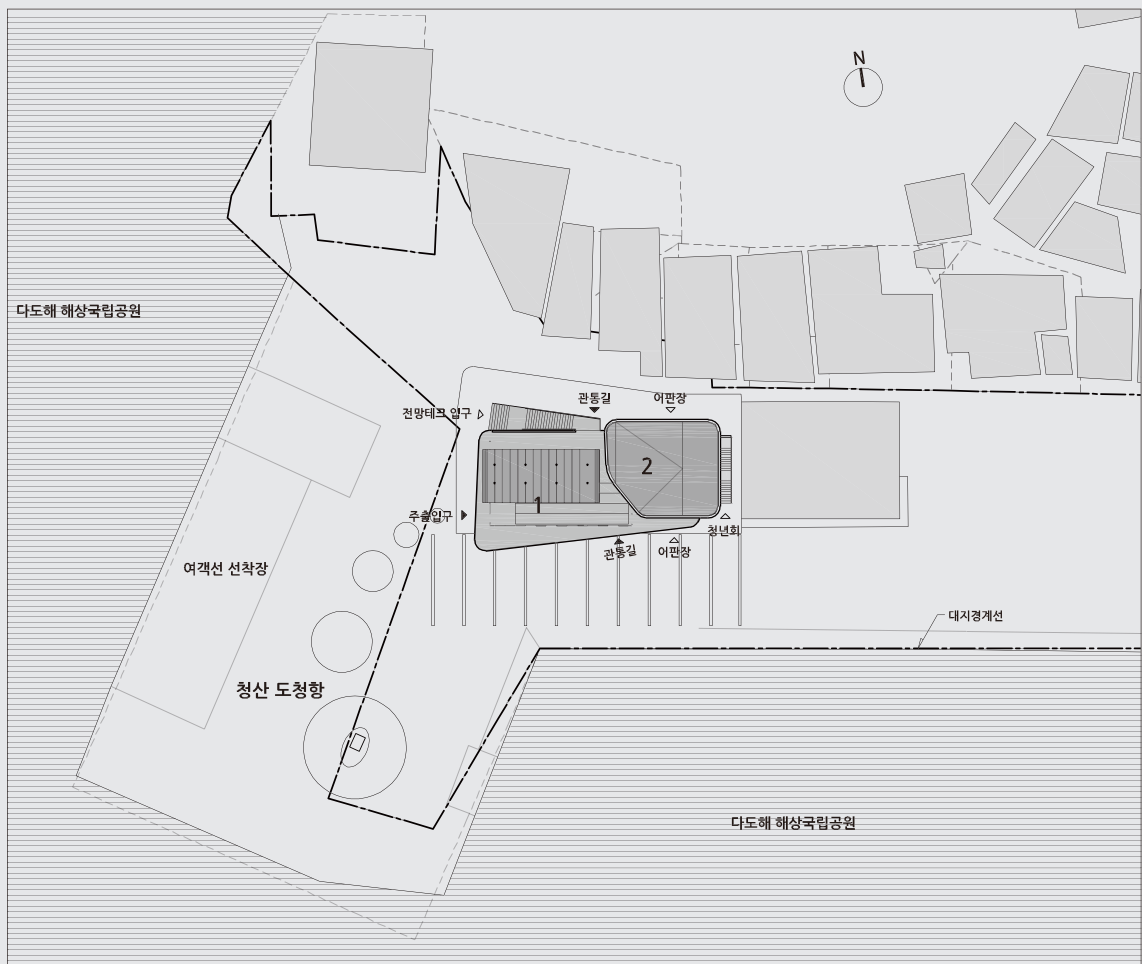 N
다도해 해상국립공원
관통길
어판장
전망테크 입구
2
1
주출입구
청년회
관통길
어판장
여객선 선착장
대지경계선
청산 도청항
다도해 해상국립공원